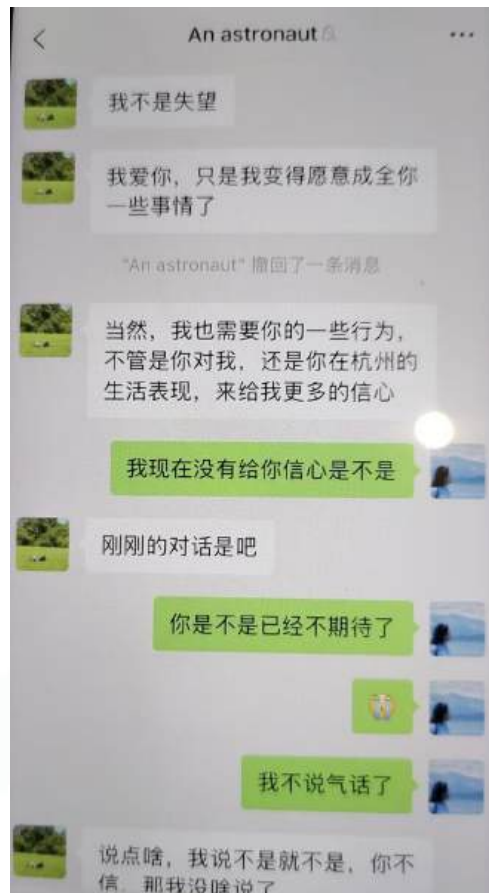 An astronaut
我不是失望
我爱你，只是我变得愿意成全你
一些事情了
"An astronaut" 撤回了一条消息
当然，我也需要你的一些行为，
不管是你对我，还是你在杭州的
生活表现，来给我更多的信心
我现在没有给你信心是不是
刚刚的对话是吧
你是不是已经不期待了
我不说气话了
说点啥，我说不是就不是，你不
信，那我没啥说了